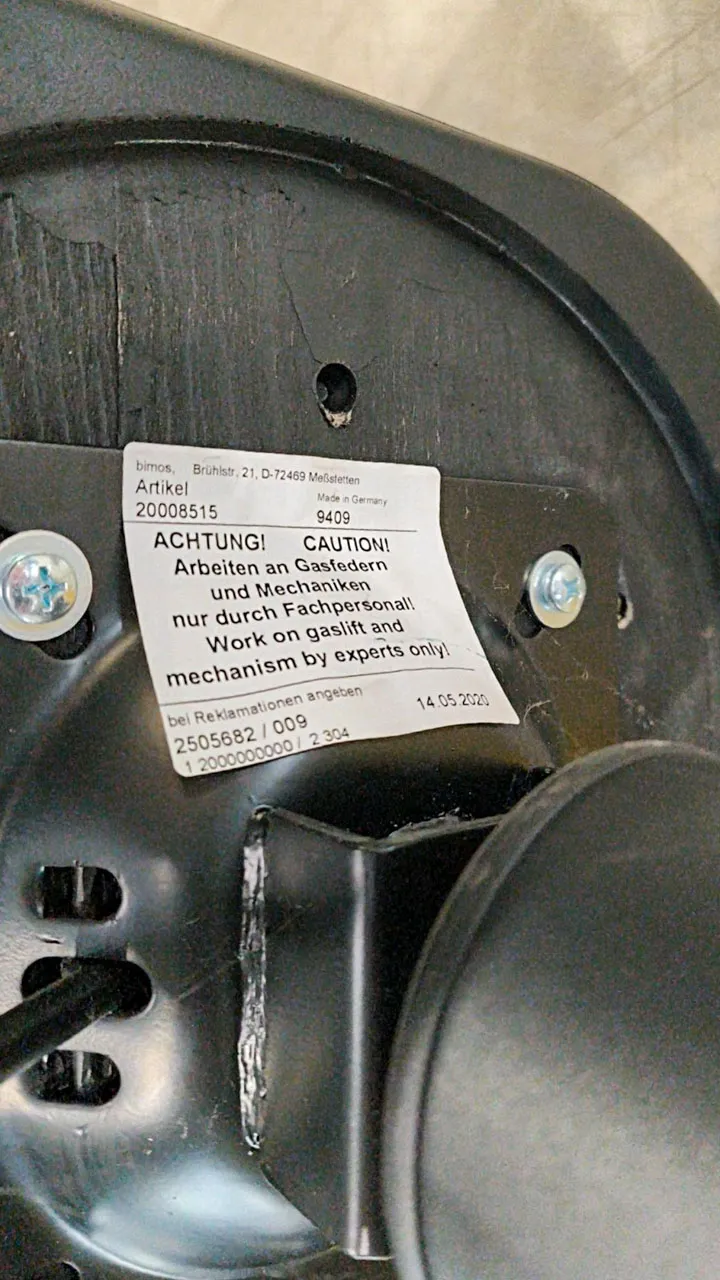 bimos, Brühlstr. 21, D-72469 Meßstetten
Artikel Made in Germany
20008515 9409
ACHTUNG! CAUTION!
Arbeiten an Gasfedern
und Mechaniken
nur durch Fachpersonal!
Work on gaslift and
mechanism by experts only!
bei Reklamationen angeben
2505682 / 009 14.05.2020
1 2000000000 / 2 304